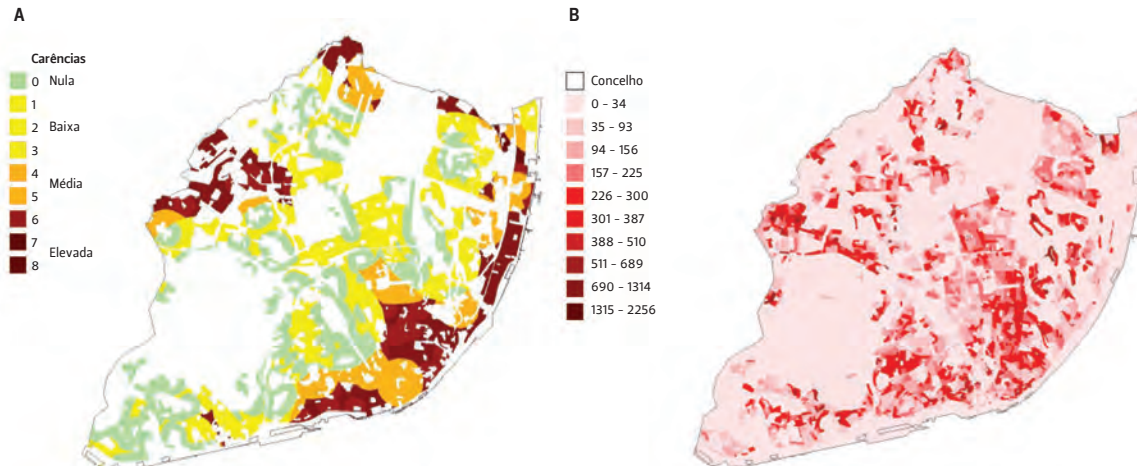 A
Carências
0 Nula
1
2 Baixa
3
4
Média
5
6
7
Elevada
8
B
Concelho
0 – 34
35 – 93
94 – 156
157 – 225
226 – 300
301 – 387
388 – 510
511 – 689
690 – 1314
1315 – 2256